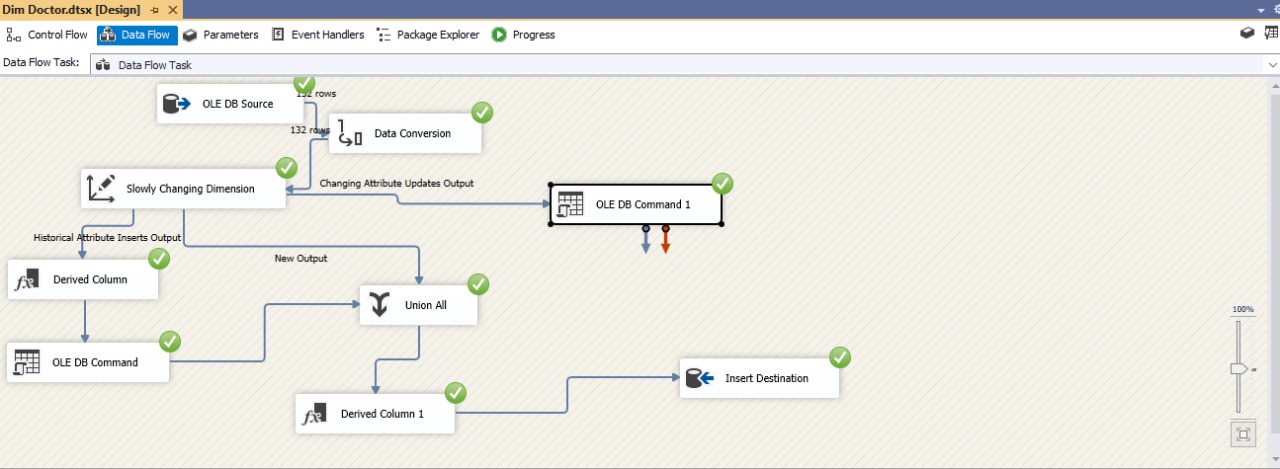 Dim Doctor.dtsx [Design]
Control Flow Data Flow Parameters Event Handlers Package Explorer Progress
Data Flow Task: Data Flow Task
OLE DB Source
132 rows
132 rows
Data Conversion
Slowly Changing Dimension
Changing Attribute Updates Output
OLE DB Command 1
Historical Attribute Inserts Output
New Output
Derived Column
Union All
100%
OLE DB Command
Insert Destination
Derived Column 1